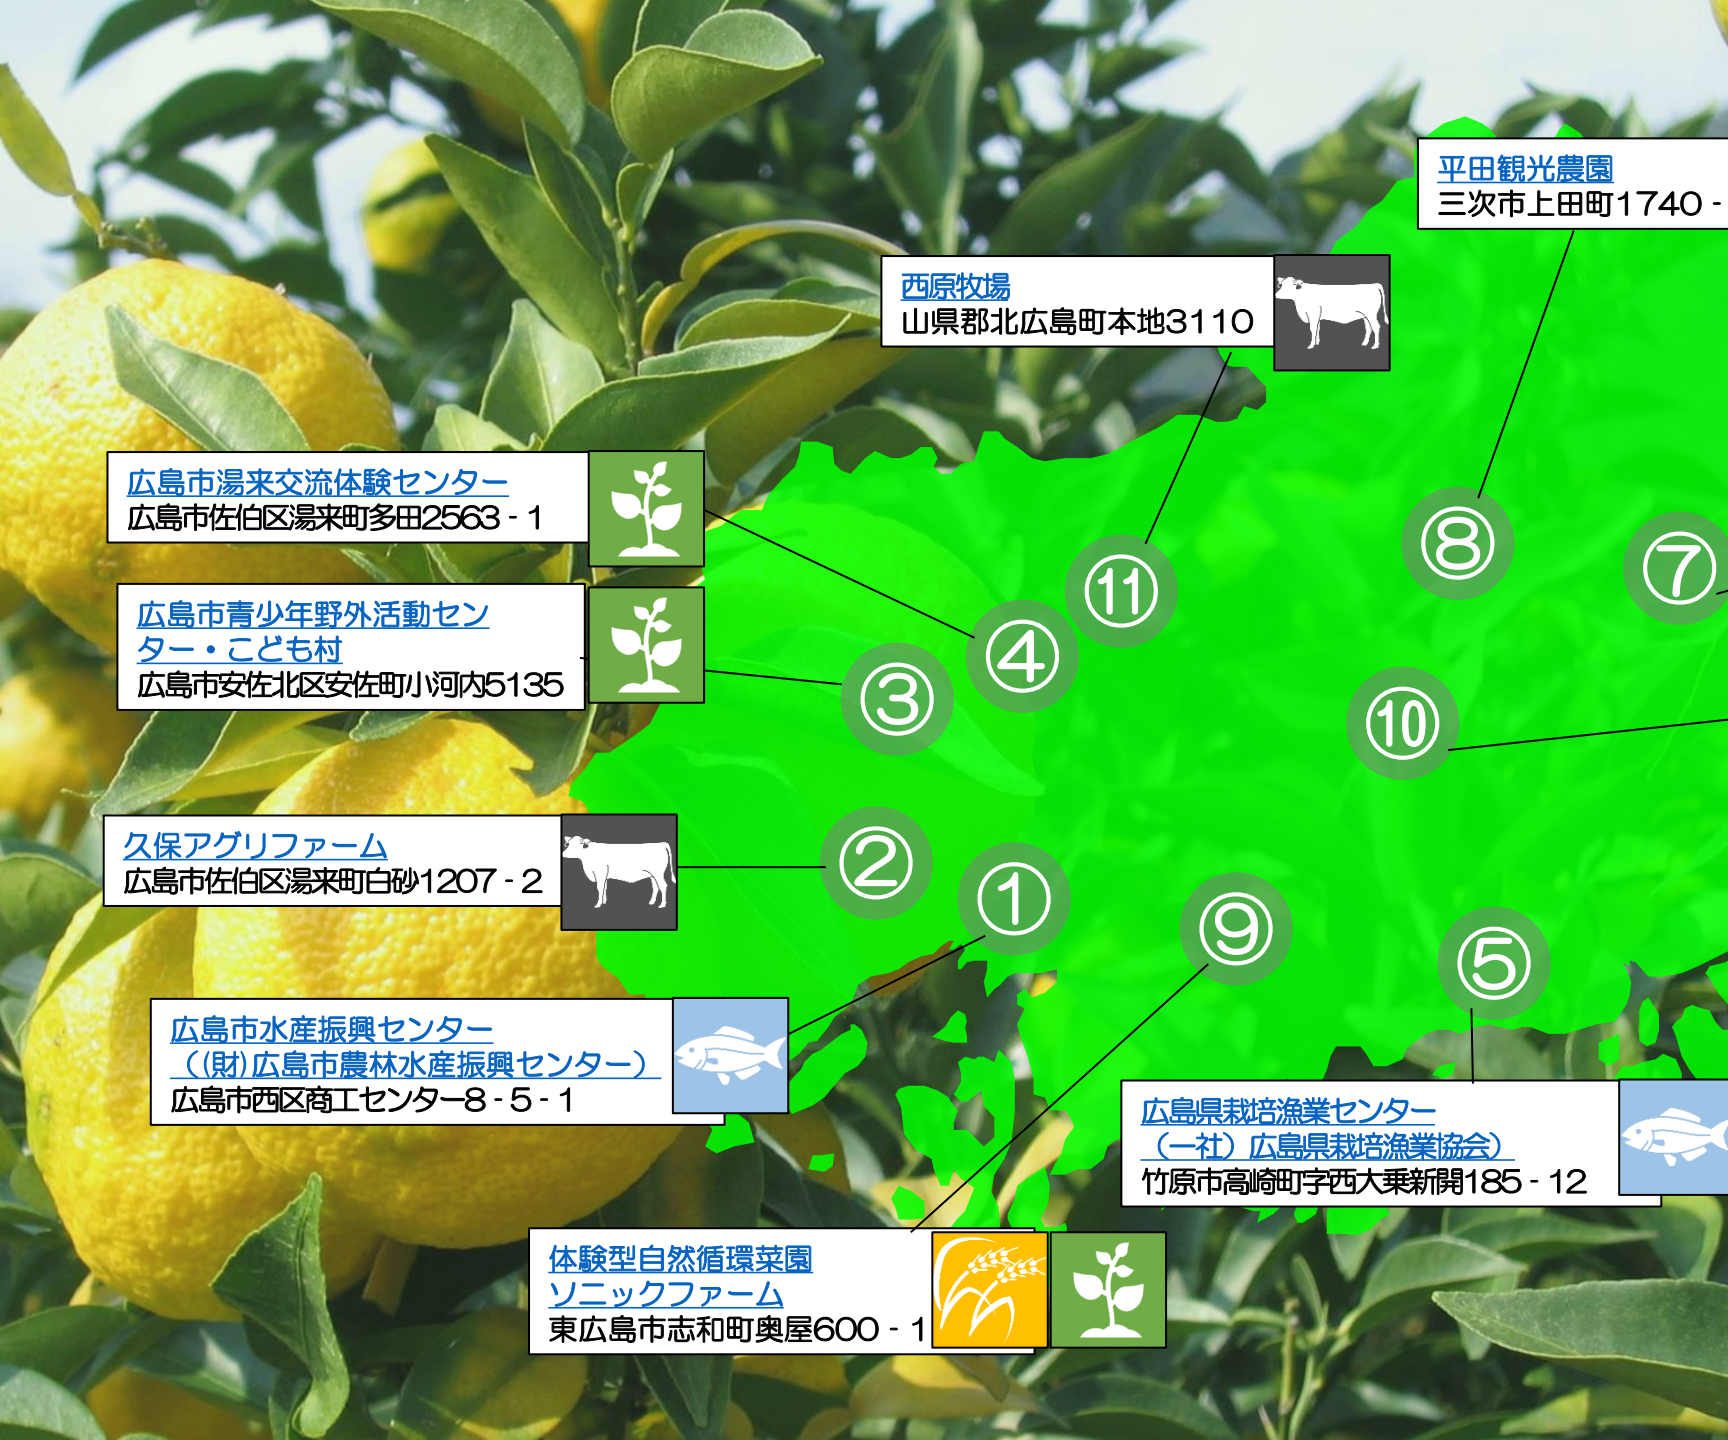 平田観光農園
三次市上田町1740 -
西原牧場
山県郡北広島町本地3110
広島市湯来交流体験センター
広島市佐伯区湯来町多田2563 - 1
広島市青少年野外活動セン
ター・こども村
広島市安佐北区安佐町小河内5135
久保アグリファーム
広島市佐伯区湯来町白砂1207 - 2
広島市水産振興センター
（(財)広島市農林水産振興センター）
広島市西区商工センター8 - 5 - 1
広島県栽培漁業センター
（一社）広島県栽培漁業協会）
竹原市高崎町字西大乗新開185 - 12
体験型自然循環菜園
ソニックファーム
東広島市志和町奥屋600 - 1
⑧
⑦
⑪
④
③
⑩
②
①
⑨
⑤